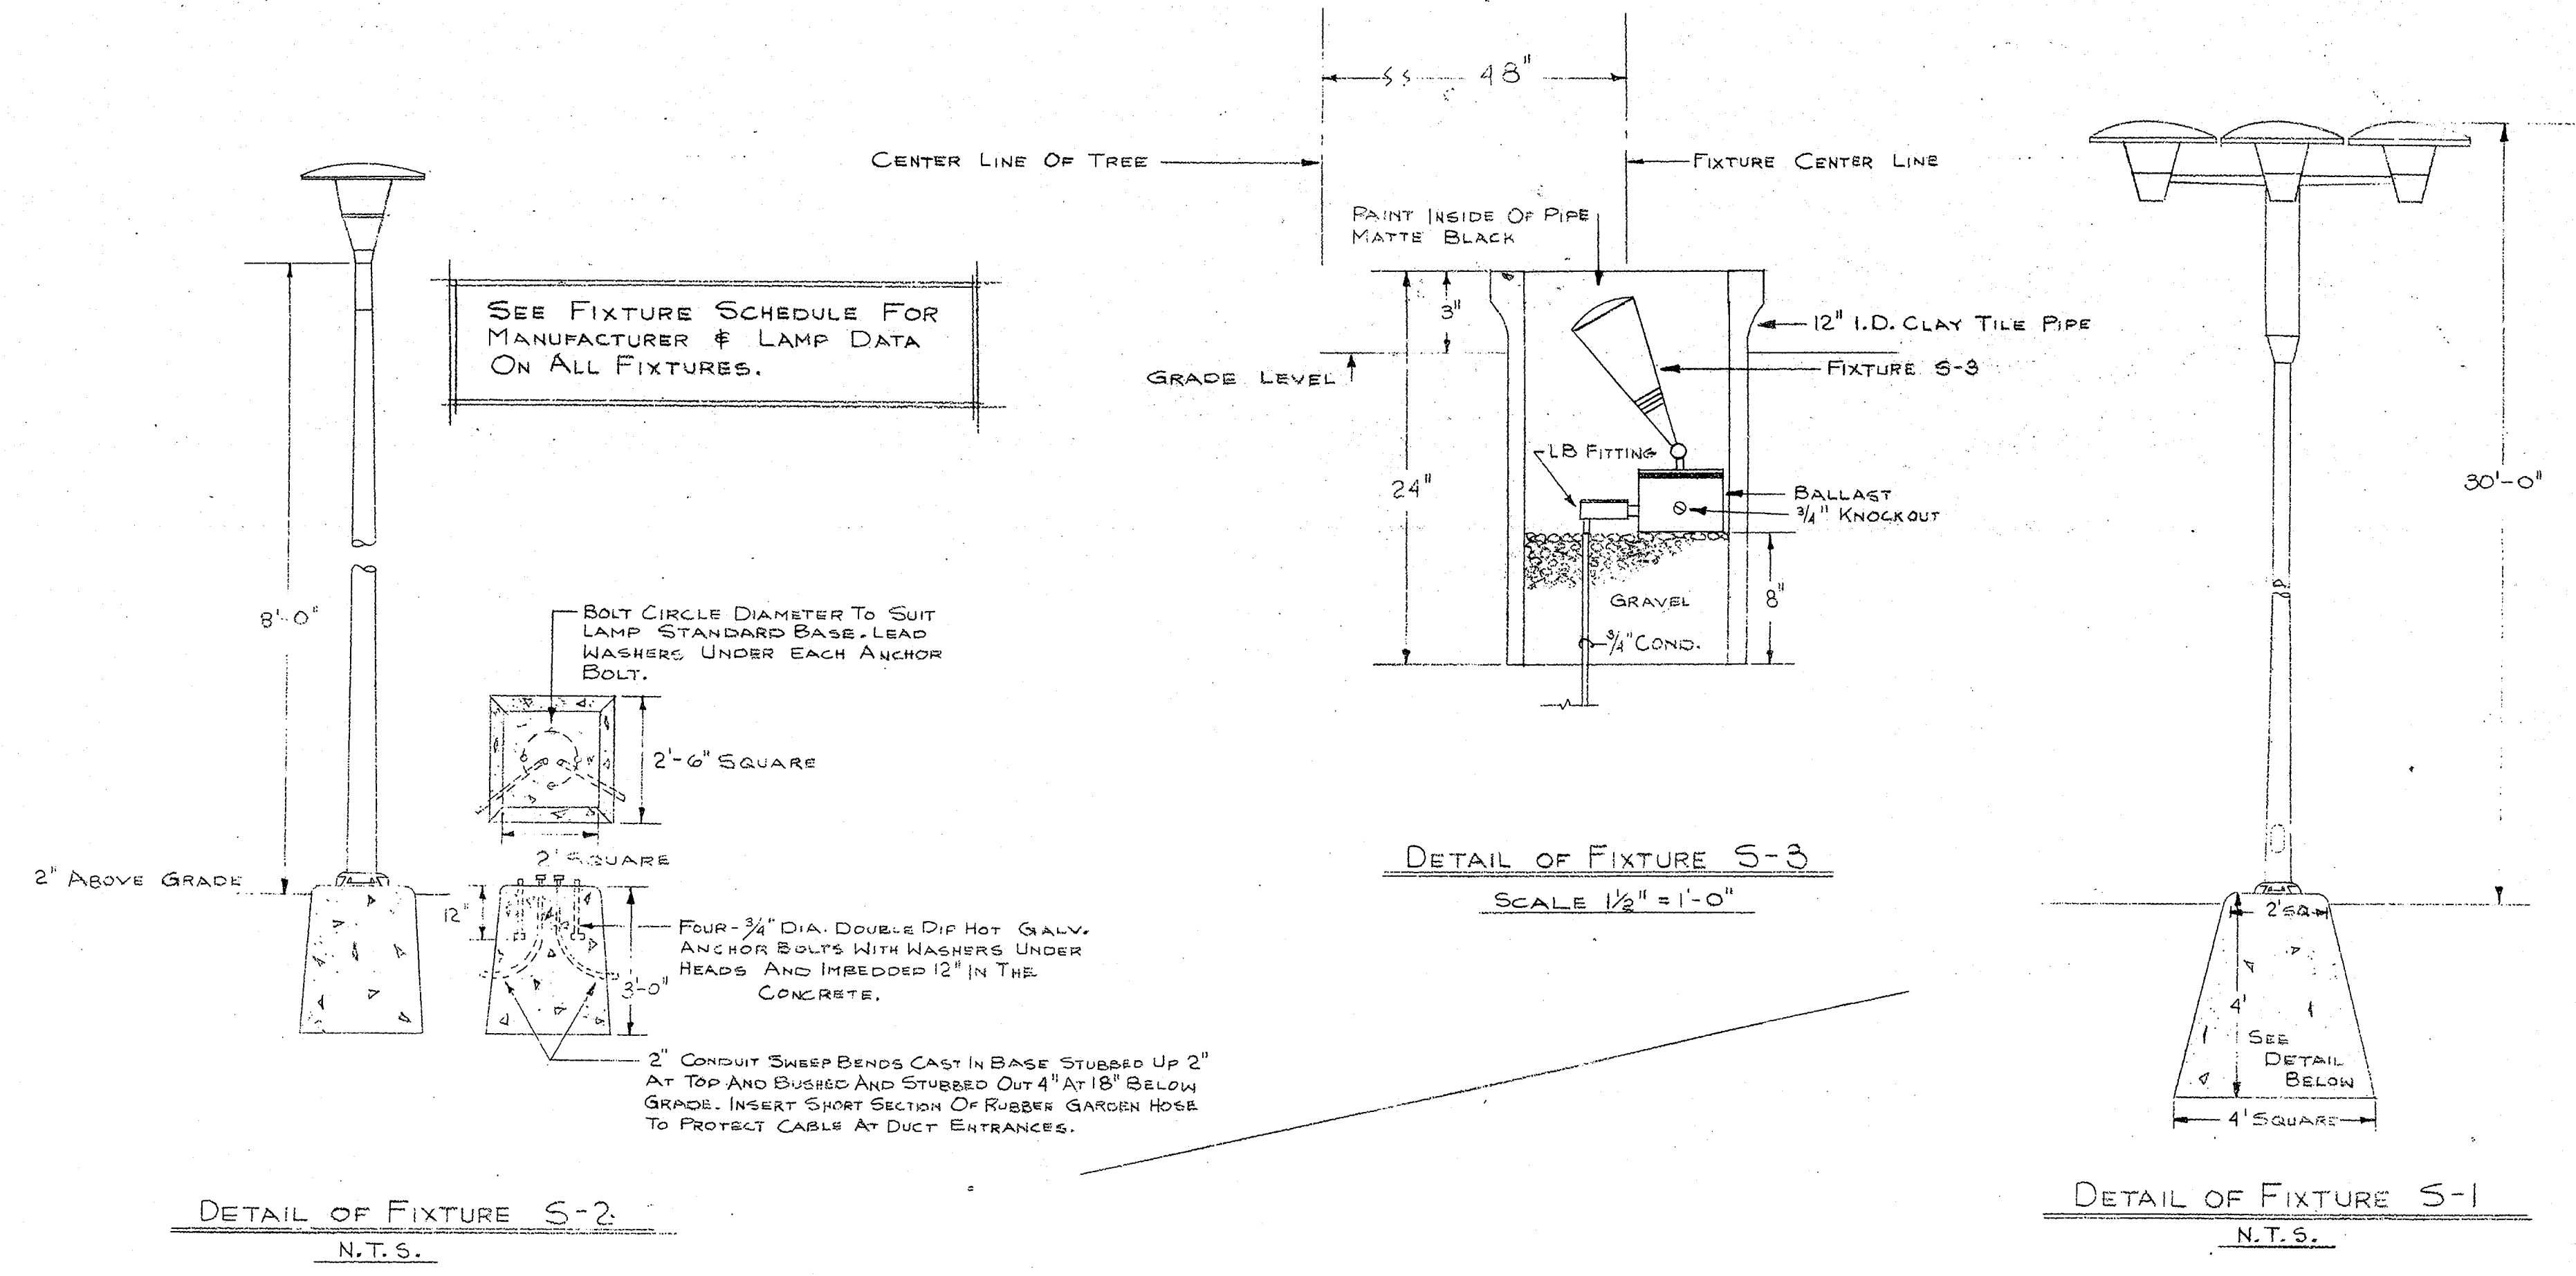 48"
CENTER LINE OF TREE
FIXTURE CENTER LINE
PAINT INSIDE OF PIPE
MATTE BLACK
3"
12" I.D. CLAY TILE PIPE
GRADE LEVEL
FIXTURE S-3
LB FITTING
24"
BALLAST
3/4" KNOCKOUT
GRAVEL
8"
3/4" COND.
DETAIL OF FIXTURE S-3
SCALE 1 1/2" = 1'-0"
SEE FIXTURE SCHEDULE FOR
MANUFACTURER & LAMP DATA
ON ALL FIXTURES.
8'-0"
BOLT CIRCLE DIAMETER TO SUIT
LAMP STANDARD BASE. LEAD
WASHERS UNDER EACH ANCHOR
BOLT.
2'-6" SQUARE
2' SQUARE
2" ABOVE GRADE
12"
FOUR-3/4" DIA. DOUBLE DIP HOT GALV.
ANCHOR BOLTS WITH WASHERS UNDER
HEADS AND IMBEDDED 12" IN THE
CONCRETE.
3'-0"
2" CONDUIT SWEEP BENDS CAST IN BASE STUBBED UP 2"
AT TOP AND BUSHED AND STUBBED OUT 4" AT 18" BELOW
GRADE. INSERT SHORT SECTION OF RUBBER GARDEN HOSE
TO PROTECT CABLE AT DUCT ENTRANCES.
DETAIL OF FIXTURE S-2
N.T.S.
30'-0"
2' SQ.
4'
SEE
DETAIL
BELOW
4' SQUARE
DETAIL OF FIXTURE S-1
N.T.S.